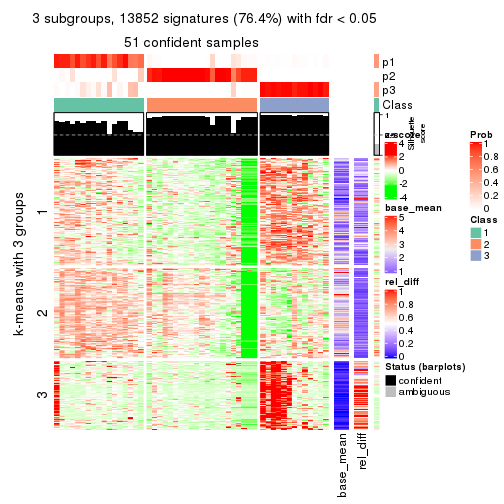 3 subgroups, 13852 signatures (76.4%) with fdr < 0.05
51 confident samples
p1
p2
p3
Class
1
Silhouette
score
z-score
4
2
0
-2
-4
base_mean
5
4
3
2
1
rel_diff
1
0.8
0.6
0.4
0.2
0
Status (barplots)
confident
ambiguous
Prob
1
0.8
0.6
0.4
0.2
0
Class
1
2
3
k-means with 3 groups
1
2
3
base_mean
rel_diff